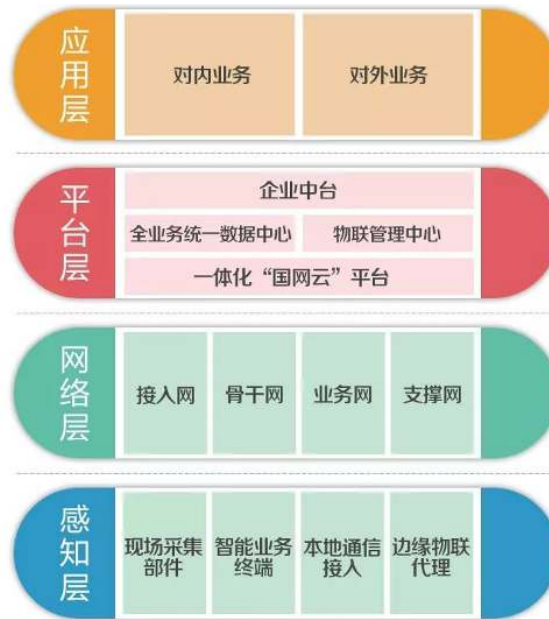 应用层
对内业务
对外业务
平台层
企业中台
全业务统一数据中心
物联管理中心
一体化“国网云”平台
网络层
接入网
骨干网
业务网
支撑网
感知层
现场采集
部件
智能业务
终端
本地通信
接入
边缘物联
代理